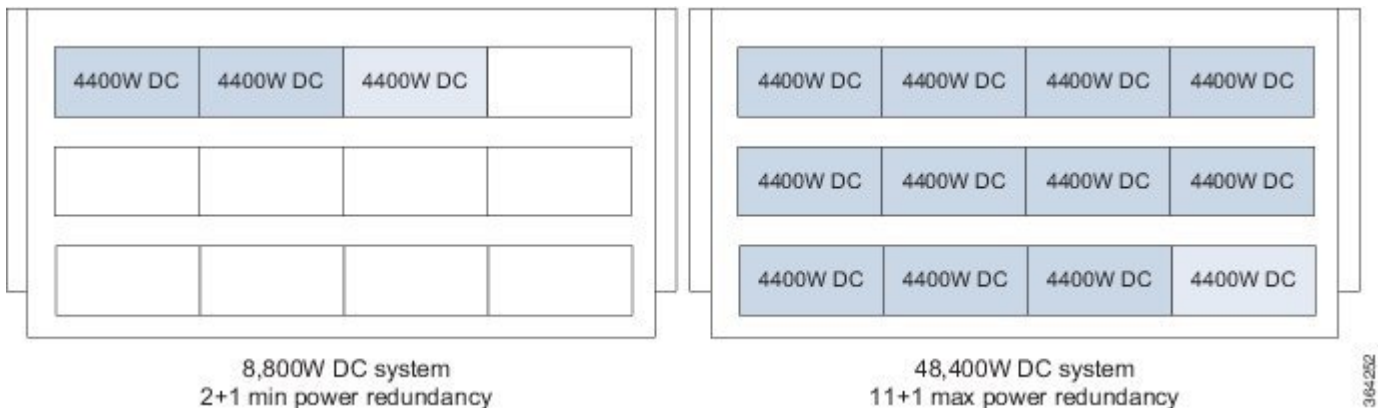 4400W DC 4400W DC 4400W DC
4400W DC 4400W DC 4400W DC 4400W DC
4400W DC 4400W DC 4400W DC 4400W DC
4400W DC 4400W DC 4400W DC 4400W DC
8,800W DC system
2+1 min power redundancy
48,400W DC system
11+1 max power redundancy
364252